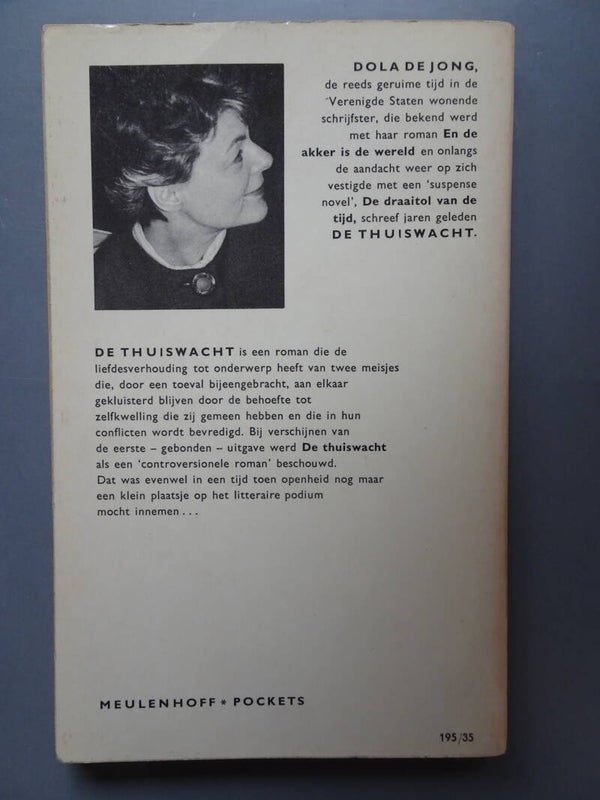 DOLA DE JONG,
de reeds geruime tijd in de
Verenigde Staten wonende
schrijfster, die bekend werd
met haar roman En de
akker is de wereld en onlangs
de aandacht weer op zich
vestigde met een ‘suspense
novel’, De draaitol van de
tijd, schreef jaren geleden
DE THUISWACHT.
DE THUISWACHT is een roman die de
liefdesverhouding tot onderwerp heeft van twee meisjes
die, door een toeval bijeengebracht, aan elkaar
gekluisterd blijven door de behoefte tot
zelfkwelling die zij gemeen hebben en die in hun
conflicten wordt bevredigd. Bij verschijnen van
de eerste – gebonden – uitgave werd De thuiswacht
als een ‘controversionele roman’ beschouwd.
Dat was evenwel in een tijd toen openheid nog maar
een klein plaatsje op het litteraire podium
mocht innemen . . .
MEULENHOFF * POCKETS
195/35